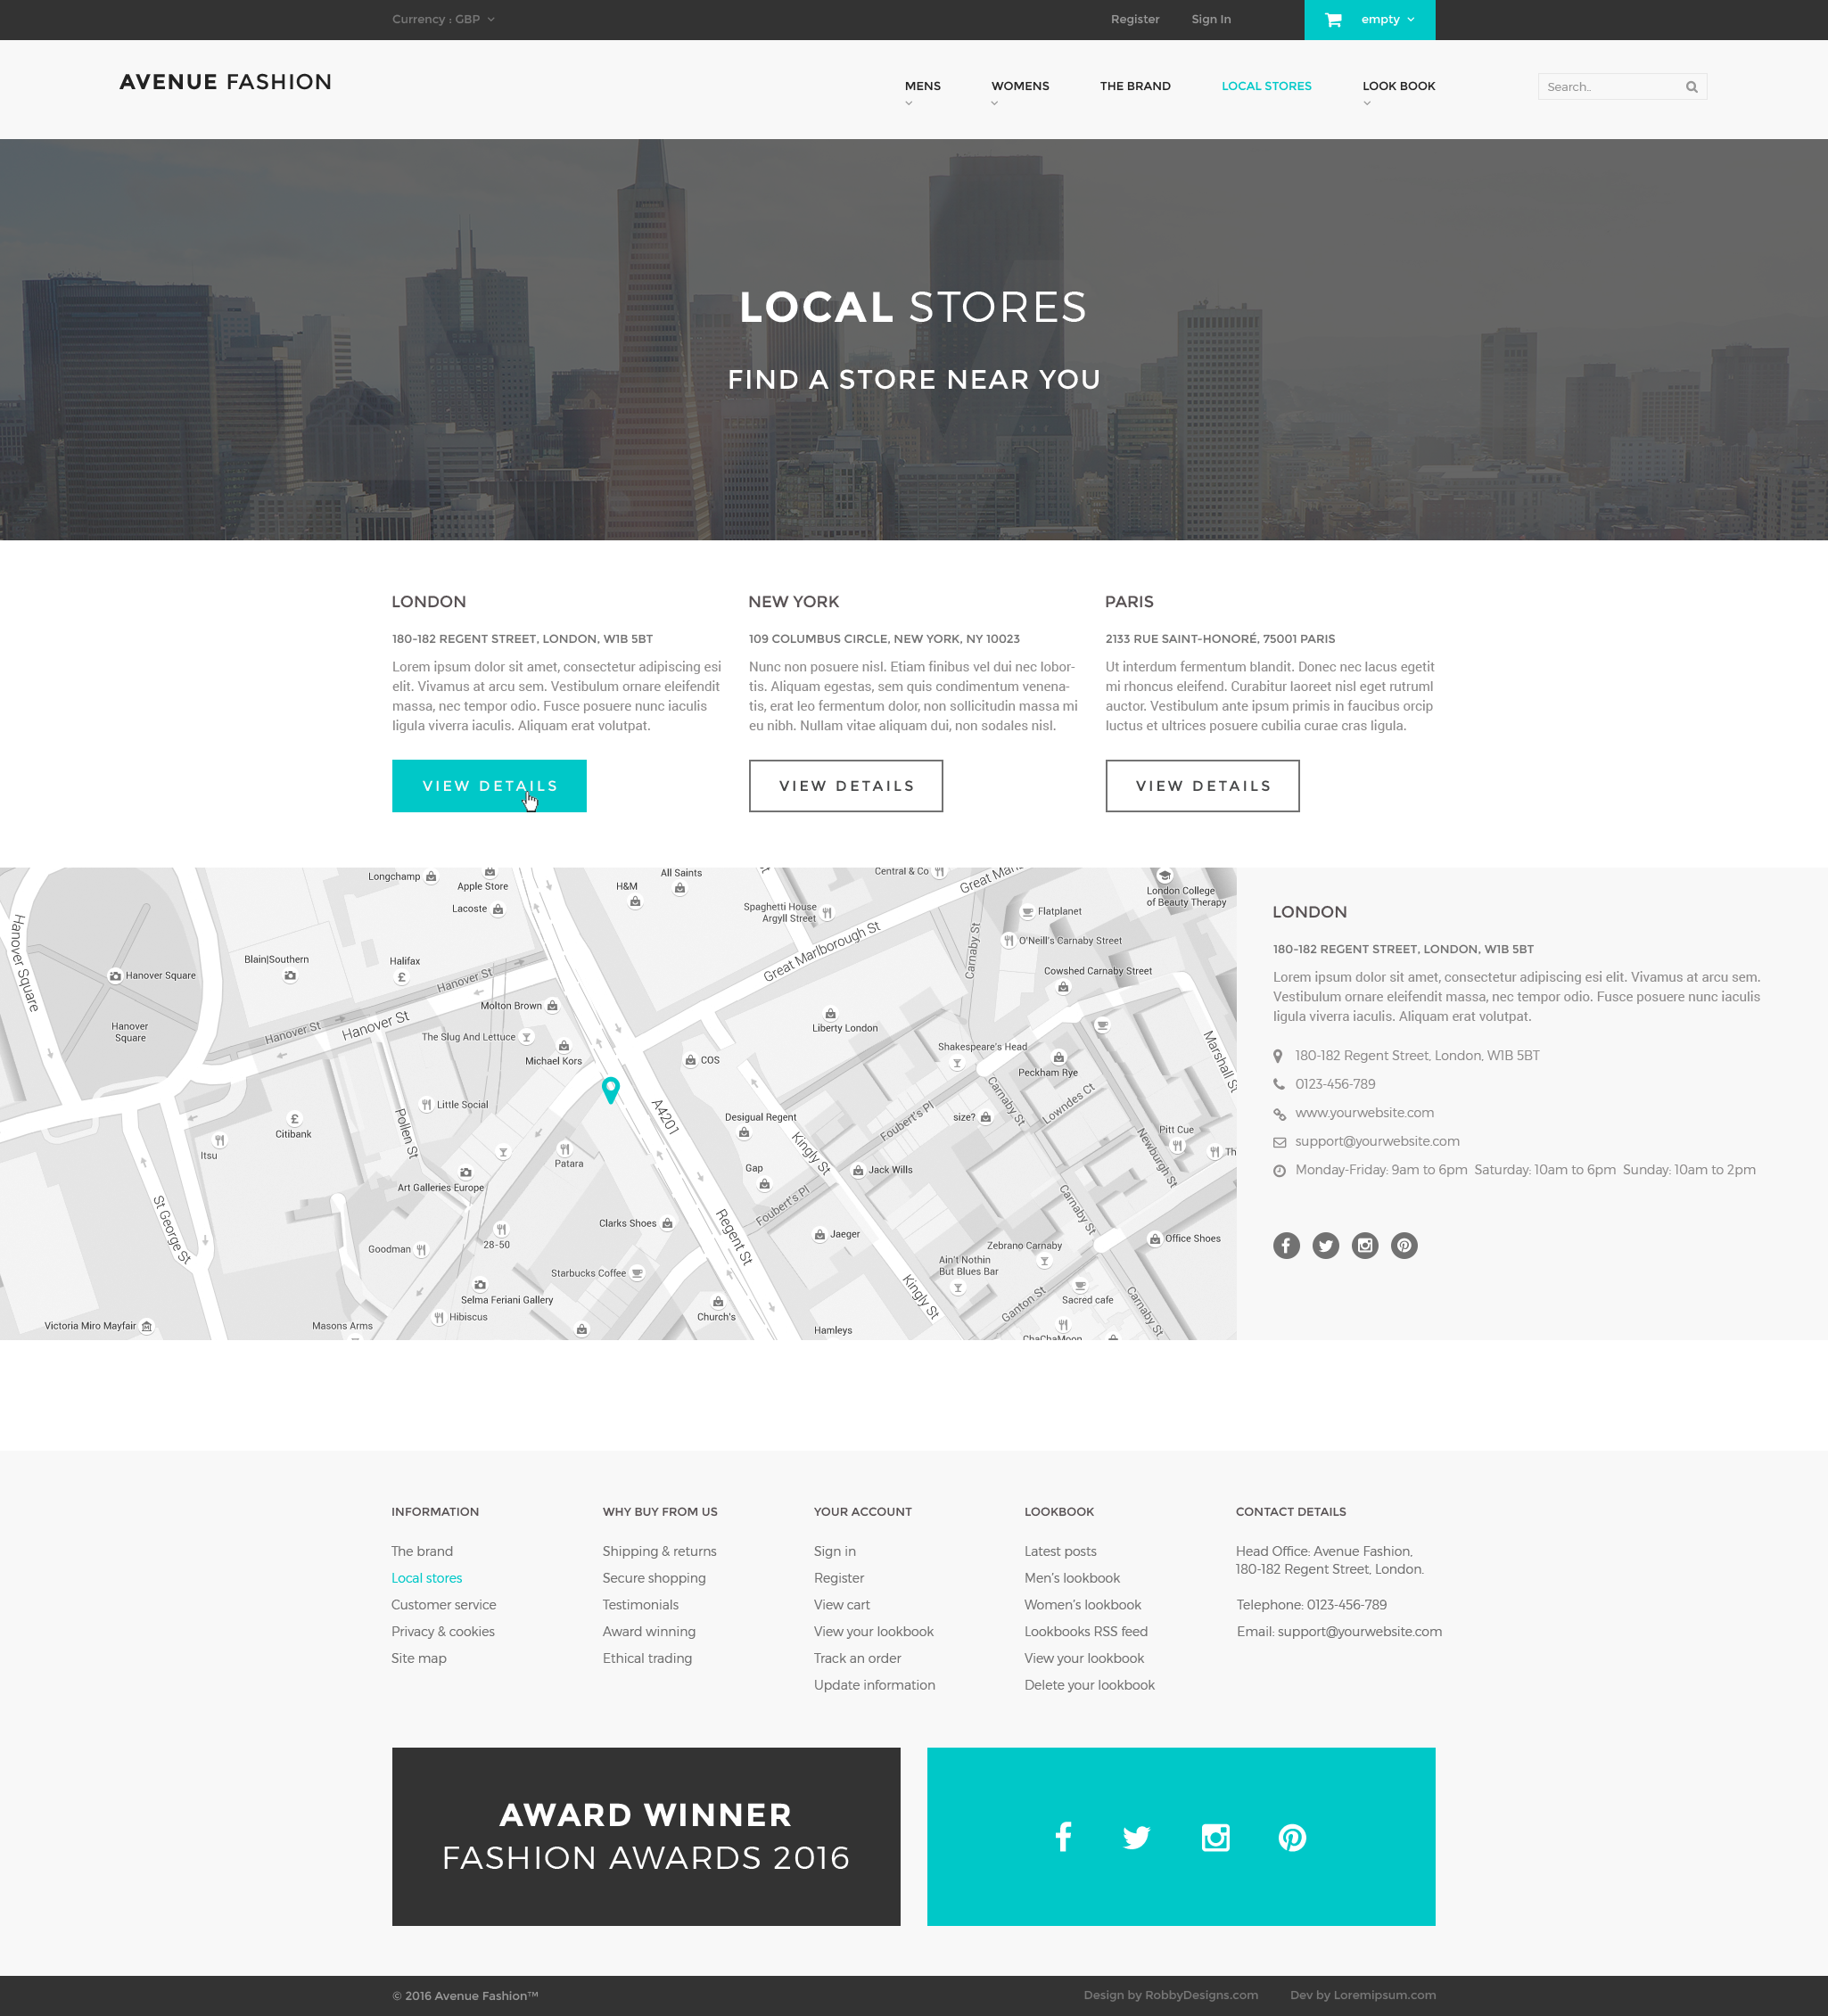 Currency : GBP
Register
Sign In
empty
AVENUE FASHION
MENS
WOMENS
THE BRAND
LOCAL STORES
LOOK BOOK
Search..
LOCAL STORES
FIND A STORE NEAR YOU
LONDON
180-182 REGENT STREET, LONDON, W1B 5BT
Lorem ipsum dolor sit amet, consectetur adipiscing esi
elit. Vivamus at arcu sem. Vestibulum ornare eleifendit
massa, nec tempor odio. Fusce posuere nunc iaculis
ligula viverra iaculis. Aliquam erat volutpat.
VIEW DETAILS
NEW YORK
109 COLUMBUS CIRCLE, NEW YORK, NY 10023
Nunc non posuere nisl. Etiam finibus vel dui nec lobor-
tis. Aliquam egestas, sem quis condimentum venena-
tis, erat leo fermentum dolor, non sollicitudin massa mi
eu nibh. Nullam vitae aliquam dui, non sodales nisl.
VIEW DETAILS
PARIS
2133 RUE SAINT-HONORÉ, 75001 PARIS
Ut interdum fermentum blandit. Donec nec lacus egetit
mi rhoncus eleifend. Curabitur laoreet nisl eget rutruml
auctor. Vestibulum ante ipsum primis in faucibus orcip
luctus et ultrices posuere cubilia curae cras ligula.
VIEW DETAILS
Longchamp
Apple Store
Lacoste
H&M
All Saints
Spaghetti House
Argyll Street
Central & Co
Great
Flatplanet
London College
of Beauty Therapy
O'Neill's Carnaby Street
Hanover Square
Hanover Square
Blain|Southern
Halifax
Hanover St
Great Marlborough St
Carnaby St
Cowshed Carnaby Street
Molton Brown
Hanover
Square
Hanover St
Hanover St
The Slug And Lettuce
Michael Kors
Liberty London
COS
Shakespeare's Head
Peckham Rye
Marshall St
Little Social
Citibank
Itsu
Pollen St
Patara
A4201
Desigual Regent
Kingly St
Foubert's Pl
size?
Carnaby St
Lowndes Ct
Newburgh St
Pitt Cue
Th
Art Galleries Europe
Gap
Jack Wills
Foubert's Pl
St George St
Clarks Shoes
Regent St
Jaeger
Carnaby St
Office Shoes
Goodman
28-50
Starbucks Coffee
Zebrano Carnaby
Ain't Nothin
But Blues Bar
Selma Feriani Gallery
Sacred cafe
Kingly St
Ganton St
Carnaby St
Victoria Miro Mayfair
Masons Arms
Hibiscus
Church's
Hamleys
ChaChaMoon
LONDON
180-182 REGENT STREET, LONDON, W1B 5BT
Lorem ipsum dolor sit amet, consectetur adipiscing esi elit. Vivamus at arcu sem.
Vestibulum ornare eleifendit massa, nec tempor odio. Fusce posuere nunc iaculis
ligula viverra iaculis. Aliquam erat volutpat.
180-182 Regent Street, London, W1B 5BT
0123-456-789
www.yourwebsite.com
support@yourwebsite.com
Monday-Friday: 9am to 6pm Saturday: 10am to 6pm Sunday: 10am to 2pm
INFORMATION
The brand
Local stores
Customer service
Privacy & cookies
Site map
WHY BUY FROM US
Shipping & returns
Secure shopping
Testimonials
Award winning
Ethical trading
YOUR ACCOUNT
Sign in
Register
View cart
View your lookbook
Track an order
Update information
LOOKBOOK
Latest posts
Men's lookbook
Women's lookbook
Lookbooks RSS feed
View your lookbook
Delete your lookbook
CONTACT DETAILS
Head Office: Avenue Fashion,
180-182 Regent Street, London.
Telephone: 0123-456-789
Email: support@yourwebsite.com
AWARD WINNER
FASHION AWARDS 2016
© 2016 Avenue Fashion™
Design by RobbyDesigns.com
Dev by Loremipsum.com